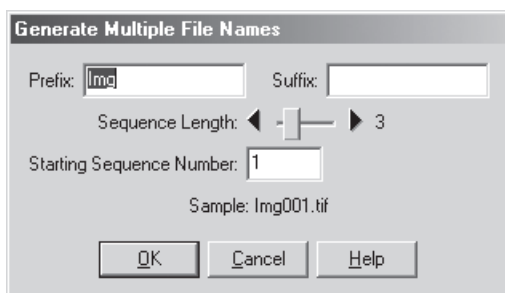 Generate Multiple File Names
Prefix: Img Suffix:
Sequence Length: 3
Starting Sequence Number: 1
Sample: Img001.tif
OK Cancel Help